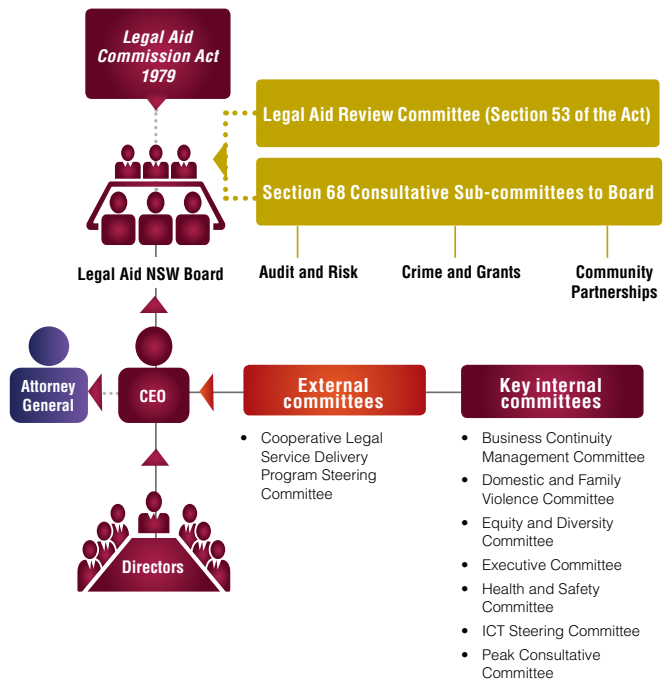 Legal Aid
Commission Act
1979
Legal Aid Review Committee (Section 53 of the Act)
Section 68 Consultative Sub-committees to Board
Legal Aid NSW Board
Audit and Risk
Crime and Grants
Community
Partnerships
Attorney
General
CEO
External
committees
Key internal
committees
• Cooperative Legal
Service Delivery
Program Steering
Committee
• Business Continuity
Management Committee
• Domestic and Family
Violence Committee
• Equity and Diversity
Committee
• Executive Committee
• Health and Safety
Committee
• ICT Steering Committee
• Peak Consultative
Committee
Directors